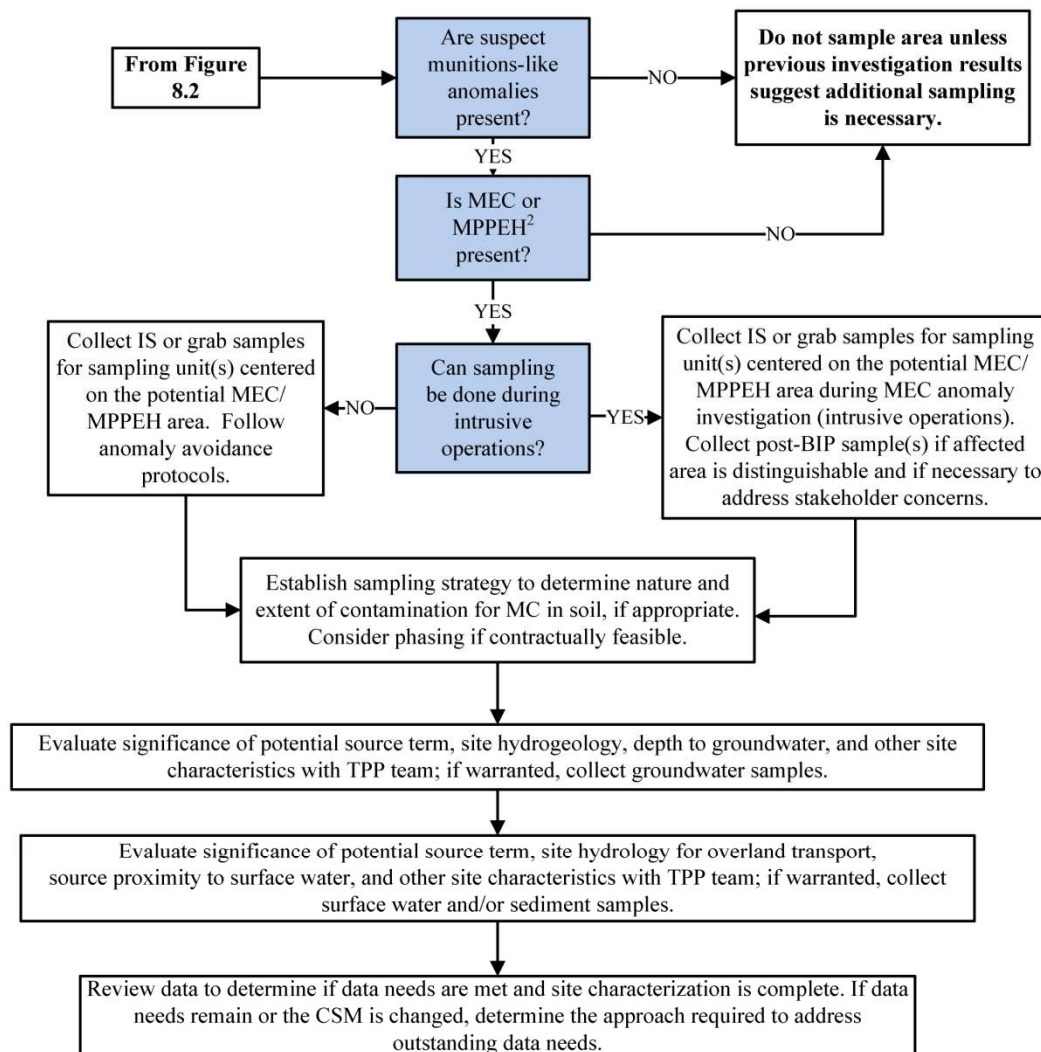 From Figure
8.2
Are suspect
munitions-like
anomalies
present?
NO
Do not sample area unless
previous investigation results
suggest additional sampling
is necessary.
YES
Is MEC or
MPPEH²
present?
NO
YES
Collect IS or grab samples
for sampling unit(s) centered
on the potential MEC/
MPPEH area. Follow
anomaly avoidance
protocols.
NO
Can sampling
be done during
intrusive
operations?
YES
Collect IS or grab samples for sampling
unit(s) centered on the potential MEC/
MPPEH area during MEC anomaly
investigation (intrusive operations).
Collect post-BIP sample(s) if affected
area is distinguishable and if necessary to
address stakeholder concerns.
Establish sampling strategy to determine nature and
extent of contamination for MC in soil, if appropriate.
Consider phasing if contractually feasible.
Evaluate significance of potential source term, site hydrogeology, depth to groundwater, and other site
characteristics with TPP team; if warranted, collect groundwater samples.
Evaluate significance of potential source term, site hydrology for overland transport,
source proximity to surface water, and other site characteristics with TPP team; if warranted, collect
surface water and/or sediment samples.
Review data to determine if data needs are met and site characterization is complete. If data
needs remain or the CSM is changed, determine the approach required to address
outstanding data needs.